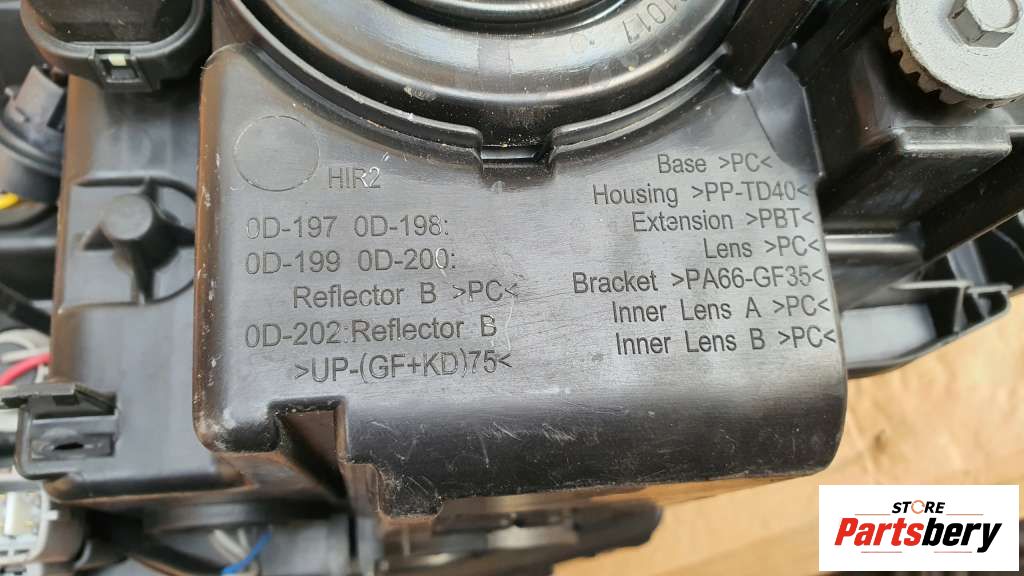 1017
HIR2
0D-197 0D-198:
0D-199 0D-200:
Reflector B >PC<
0D-202:Reflector B
>UP-(GF+KD)75<
Base >PC<
Housing >PP-TD40<
Extension >PBT<
Lens >PC<
Bracket >PA66-GF35<
Inner Lens A >PC<
Inner Lens B >PC<
STORE
Partsbery